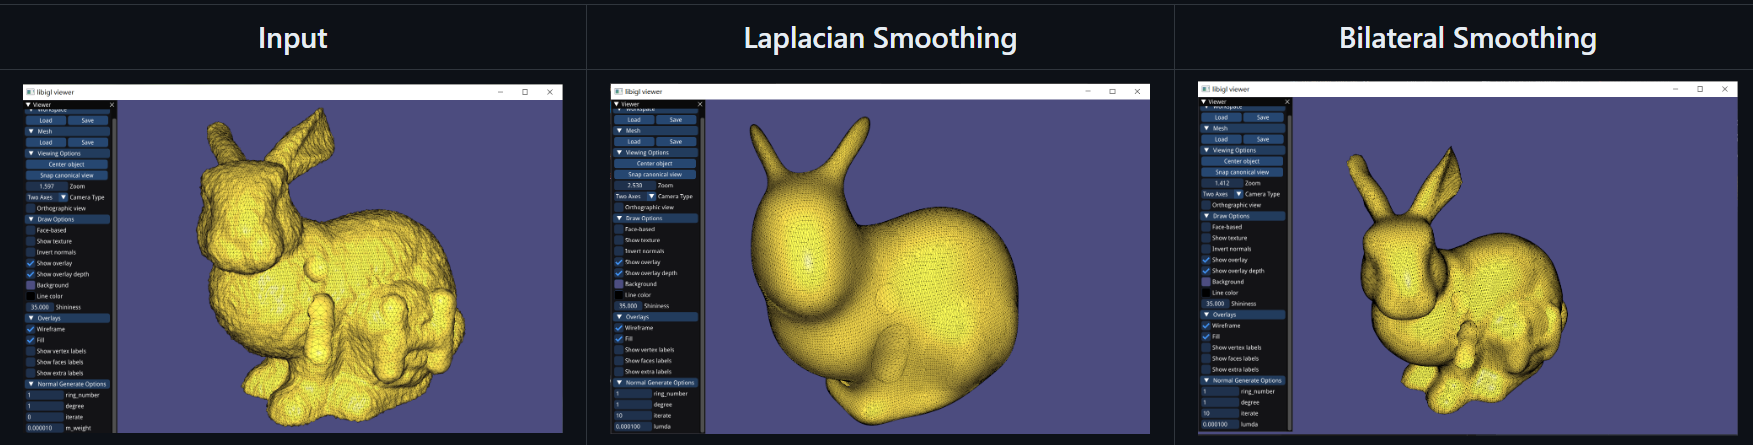 Input
Laplacian Smoothing
Bilateral Smoothing
libigl viewer
Viewer
Workspace
Load Save
Mesh
Load Save
Viewing Options
Center object
Snap canonical view
1.597 Zoom
Two Axes Camera Type
Orthographic view
Draw Options
Face-based
Show texture
Invert normals
Show overlay
Show overlay depth
Background
Line color
35.000 Shininess
Overlays
Wireframe
Fill
Show vertex labels
Show faces labels
Show extra labels
Normal Generate Options
1 ring_number
1 degree
iterate
0.000010 m_weight
libigl viewer
Viewer
Workspace
Load Save
Mesh
Load Save
Viewing Options
Center object
Snap canonical view
2.930 Zoom
Two Axes Camera Type
Orthographic view
Draw Options
Face-based
Show texture
Invert normals
Show overlay
Show overlay depth
Background
Line color
35.000 Shininess
Overlays
Wireframe
Fill
Show vertex labels
Show faces labels
Show extra labels
Normal Generate Options
1 ring_number
1 degree
10 iterate
0.000100 lumda
libigl viewer
Viewer
Workspace
Load Save
Mesh
Load Save
Viewing Options
Center object
Snap canonical view
1.412 Zoom
Two Axes Camera Type
Orthographic view
Draw Options
Face-based
Show texture
Invert normals
Show overlay
Show overlay depth
Background
Line color
35.000 Shininess
Overlays
Wireframe
Fill
Show vertex labels
Show faces labels
Show extra labels
Normal Generate Options
1 ring_number
1 degree
10 iterate
0.000100 lumda